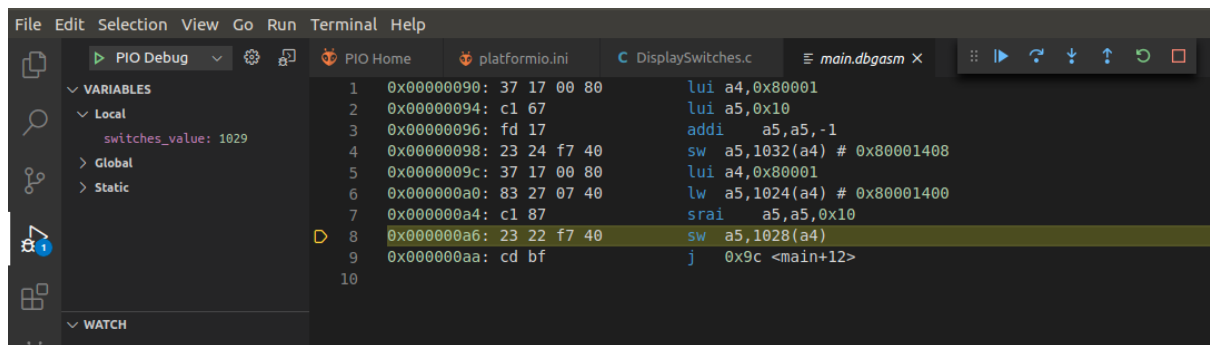 File Edit Selection View Go Run Terminal Help
PIO Debug
PIO Home
platformio.ini
C DisplaySwitches.c
main.dbgasm
VARIABLES
Local
switches_value: 1029
Global
Static
1 0x00000090: 37 17 00 80 lui a4,0x80001
2 0x00000094: c1 67 lui a5,0x10
3 0x00000096: fd 17 addi a5,a5,-1
4 0x00000098: 23 24 f7 40 sw a5,1032(a4) # 0x80001408
5 0x0000009c: 37 17 00 80 lui a4,0x80001
6 0x000000a0: 83 27 07 40 lw a5,1024(a4) # 0x80001400
7 0x000000a4: c1 87 srai a5,a5,0x10
8 0x000000a6: 23 22 f7 40 sw a5,1028(a4)
9 0x000000aa: cd bf j 0x9c <main+12>
10
1
WATCH